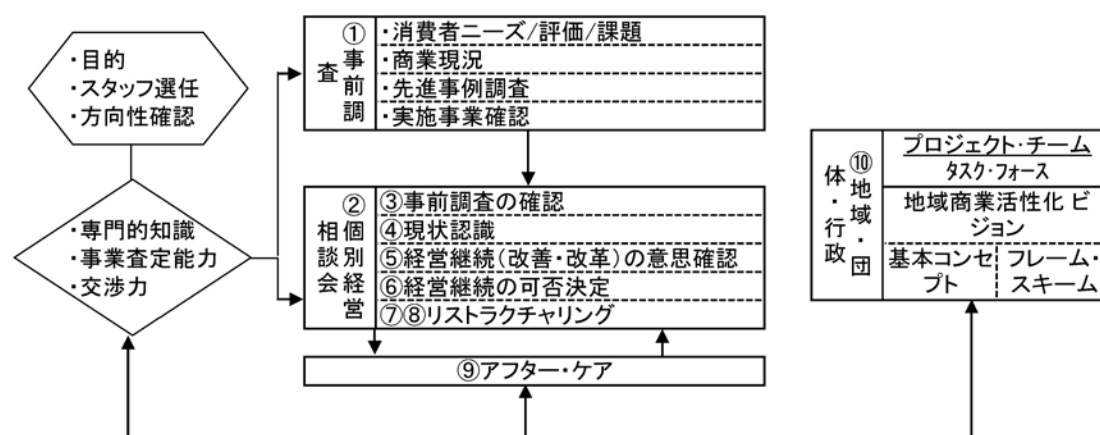 ・目的
・スタッフ選任
・方向性確認
・専門的知識
・事業査定能力
・交渉力
①事前調査
・消費者ニーズ/評価/課題
・商業現況
・先進事例調査
・実施事業確認
②個別経営相談会
③事前調査の確認
④現状認識
⑤経営継続(改善・改革)の意思確認
⑥経営継続の可否決定
⑦⑧リストラクチャリング
⑨アフター・ケア
⑩地域・団体・行政
プロジェクト・チーム
タスク・フォース
地域商業活性化 ビ
ジョン
基本コンセ
プト
フレーム・
スキーム